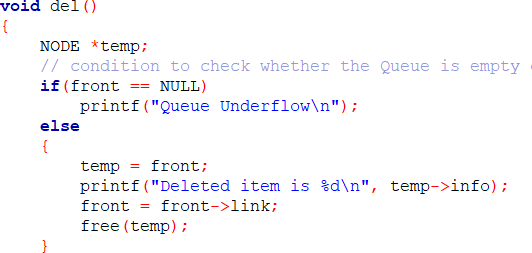 void del()
{
NODE *temp;
// condition to check whether the Queue is empty
if(front == NULL)
printf("Queue Underflow\n");
else
{
temp = front;
printf("Deleted item is %d\n", temp->info);
front = front->link;
free(temp);
}